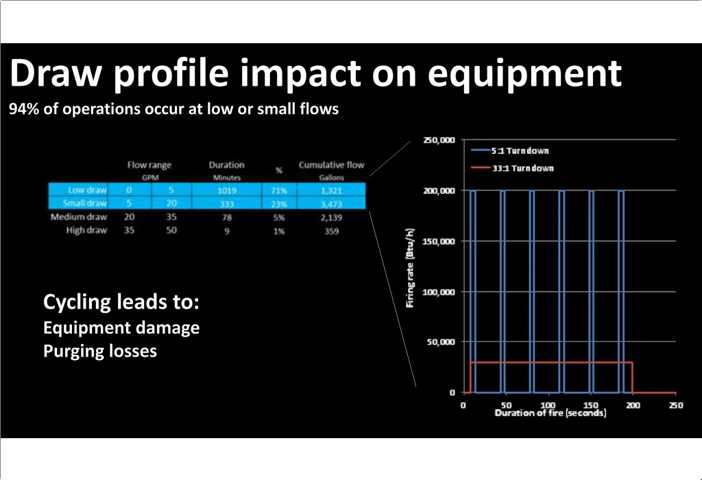 Draw profile impact on equipment
94% of operations occur at low or small flows
Flow range Duration % Cumulative flow
GPM Minutes Gallons
Low draw 0 5 1019 71% 1,321
Small draw 5 20 333 23% 3,473
Medium draw 20 35 78 5% 2,139
High draw 35 50 9 1% 359
Cycling leads to:
Equipment damage
Purging losses
250,000
200,000
150,000
100,000
50,000
0
Firing rate (Btu/h)
5:1 Turndown
33:1 Turndown
0 50 100 150 200 250
Duration of fire (seconds)